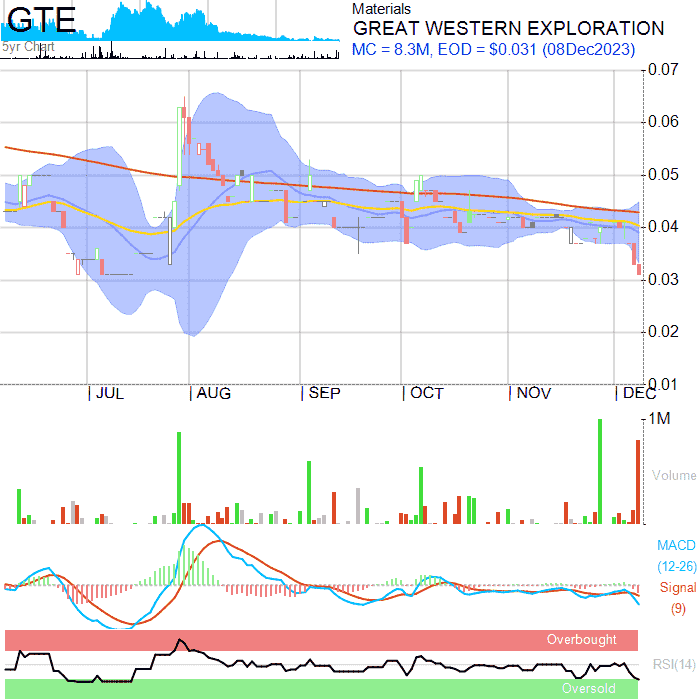 GTE
5yr Chart
Materials
GREAT WESTERN EXPLORATION
MC = 8.3M, EOD = $0.031 (08Dec2023)
0.07
0.06
0.05
0.04
0.03
0.02
0.01
JUL AUG SEP OCT NOV DEC
1M
Volume
MACD
(12-26)
Signal
(9)
Overbought
RSI(14)
Oversold